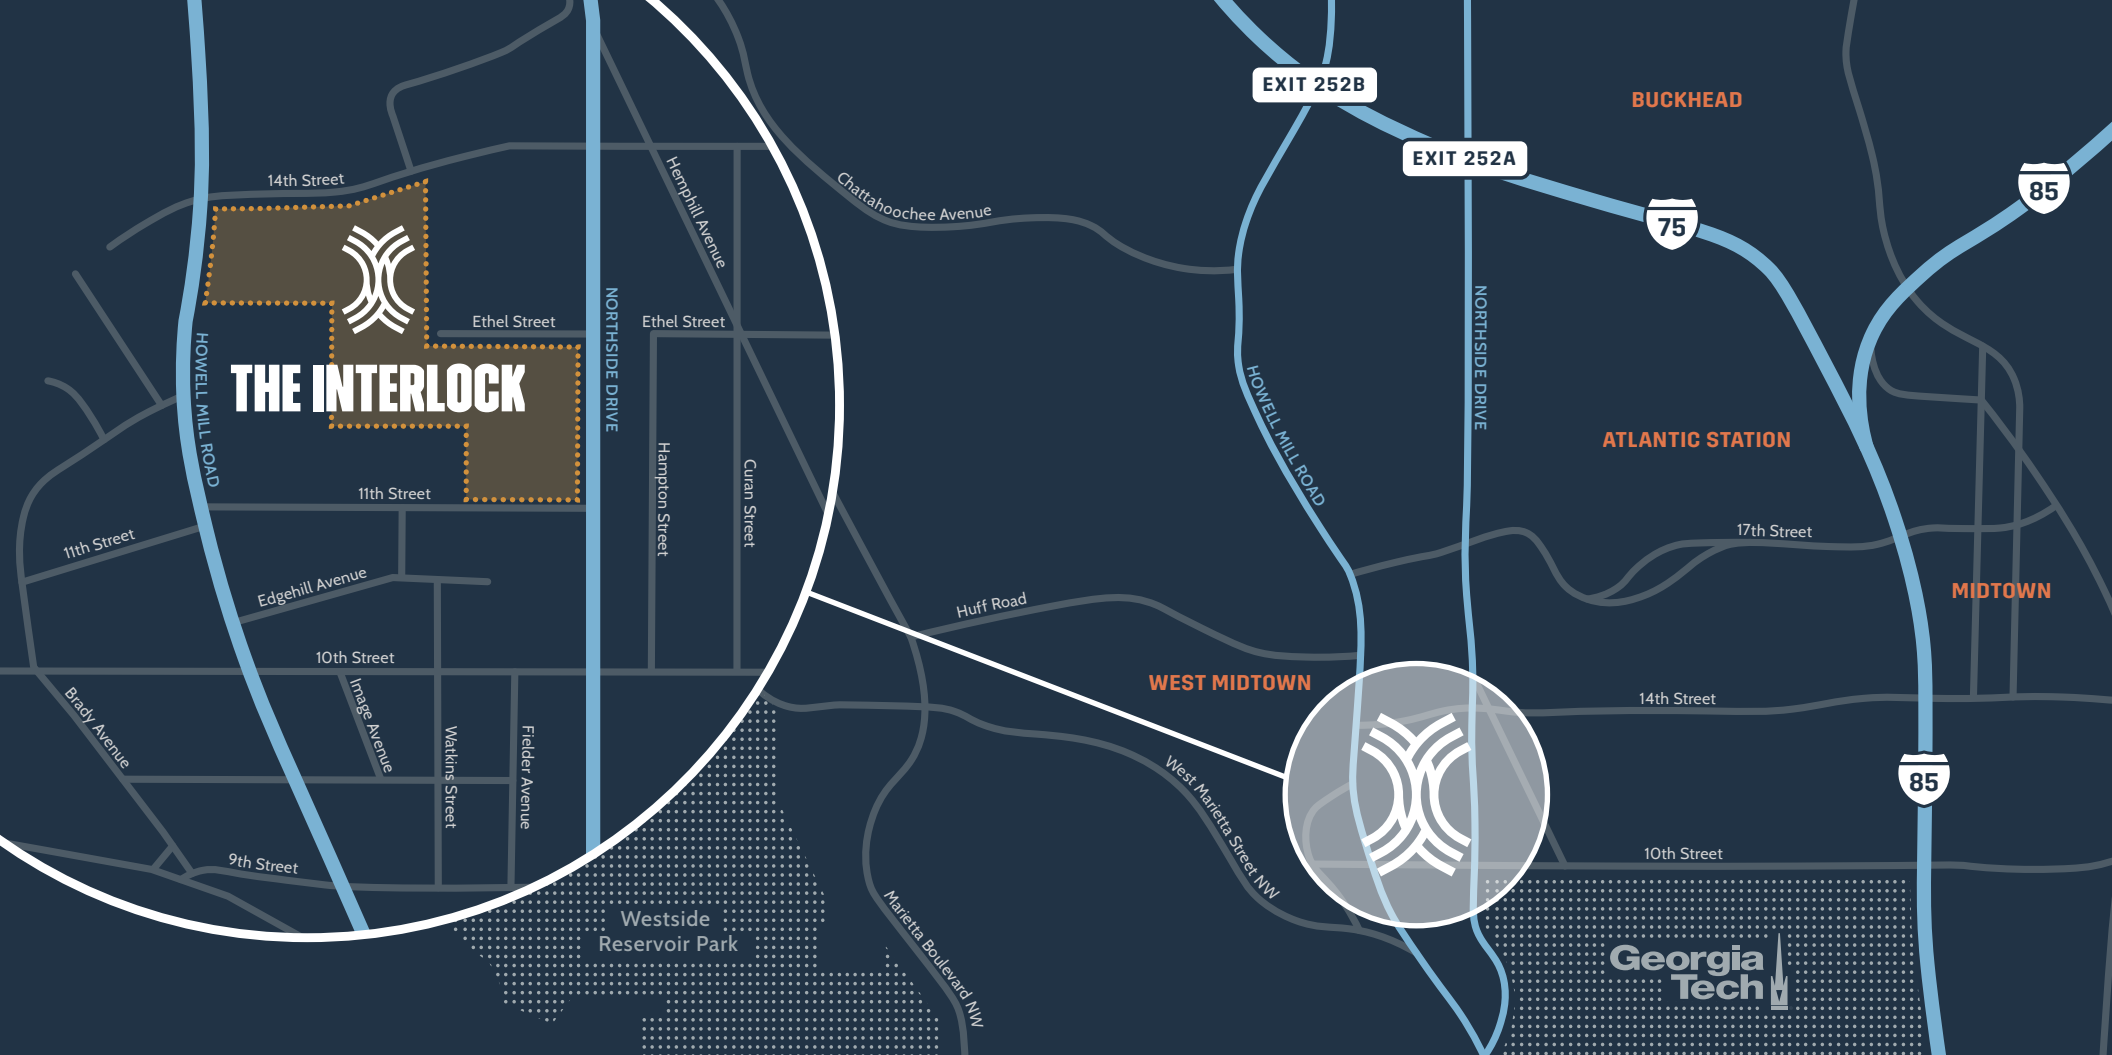 14th Street
Hemphill Avenue
Ethel Street
Ethel Street
NORTHSIDE DRIVE
HOWELL MILL ROAD
THE INTERLOCK
Hampton Street
Curan Street
11th Street
11th Street
Edgehill Avenue
10th Street
Image Avenue
Brady Avenue
Watkins Street
Fielder Avenue
9th Street
Westside
Reservoir Park
Chattahoochee Avenue
EXIT 252B
EXIT 252A
BUCKHEAD
85
75
NORTHSIDE DRIVE
HOWELL MILL ROAD
ATLANTIC STATION
17th Street
MIDTOWN
Huff Road
WEST MIDTOWN
14th Street
85
West Marietta Street NW
10th Street
Marietta Boulevard NW
Georgia
Tech